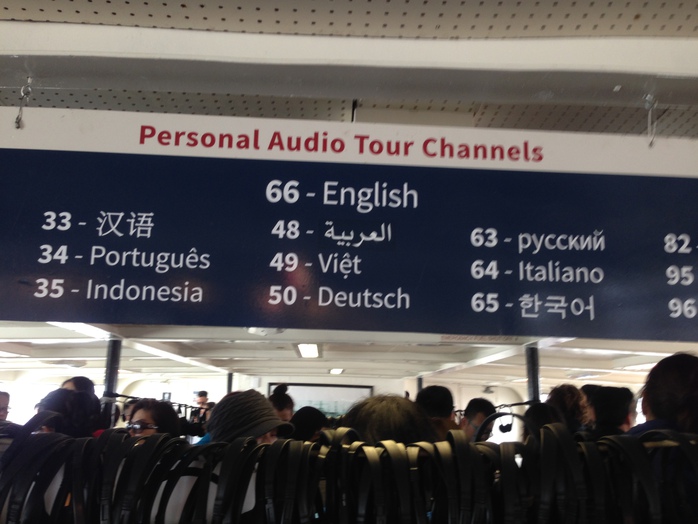 Personal Audio Tour Channels
66 - English
33 - 汉语
34 - Português
35 - Indonesia
48 - العربية
49 - Việt
50 - Deutsch
63 - русский
64 - Italiano
65 - 한국어
82 -
95
96